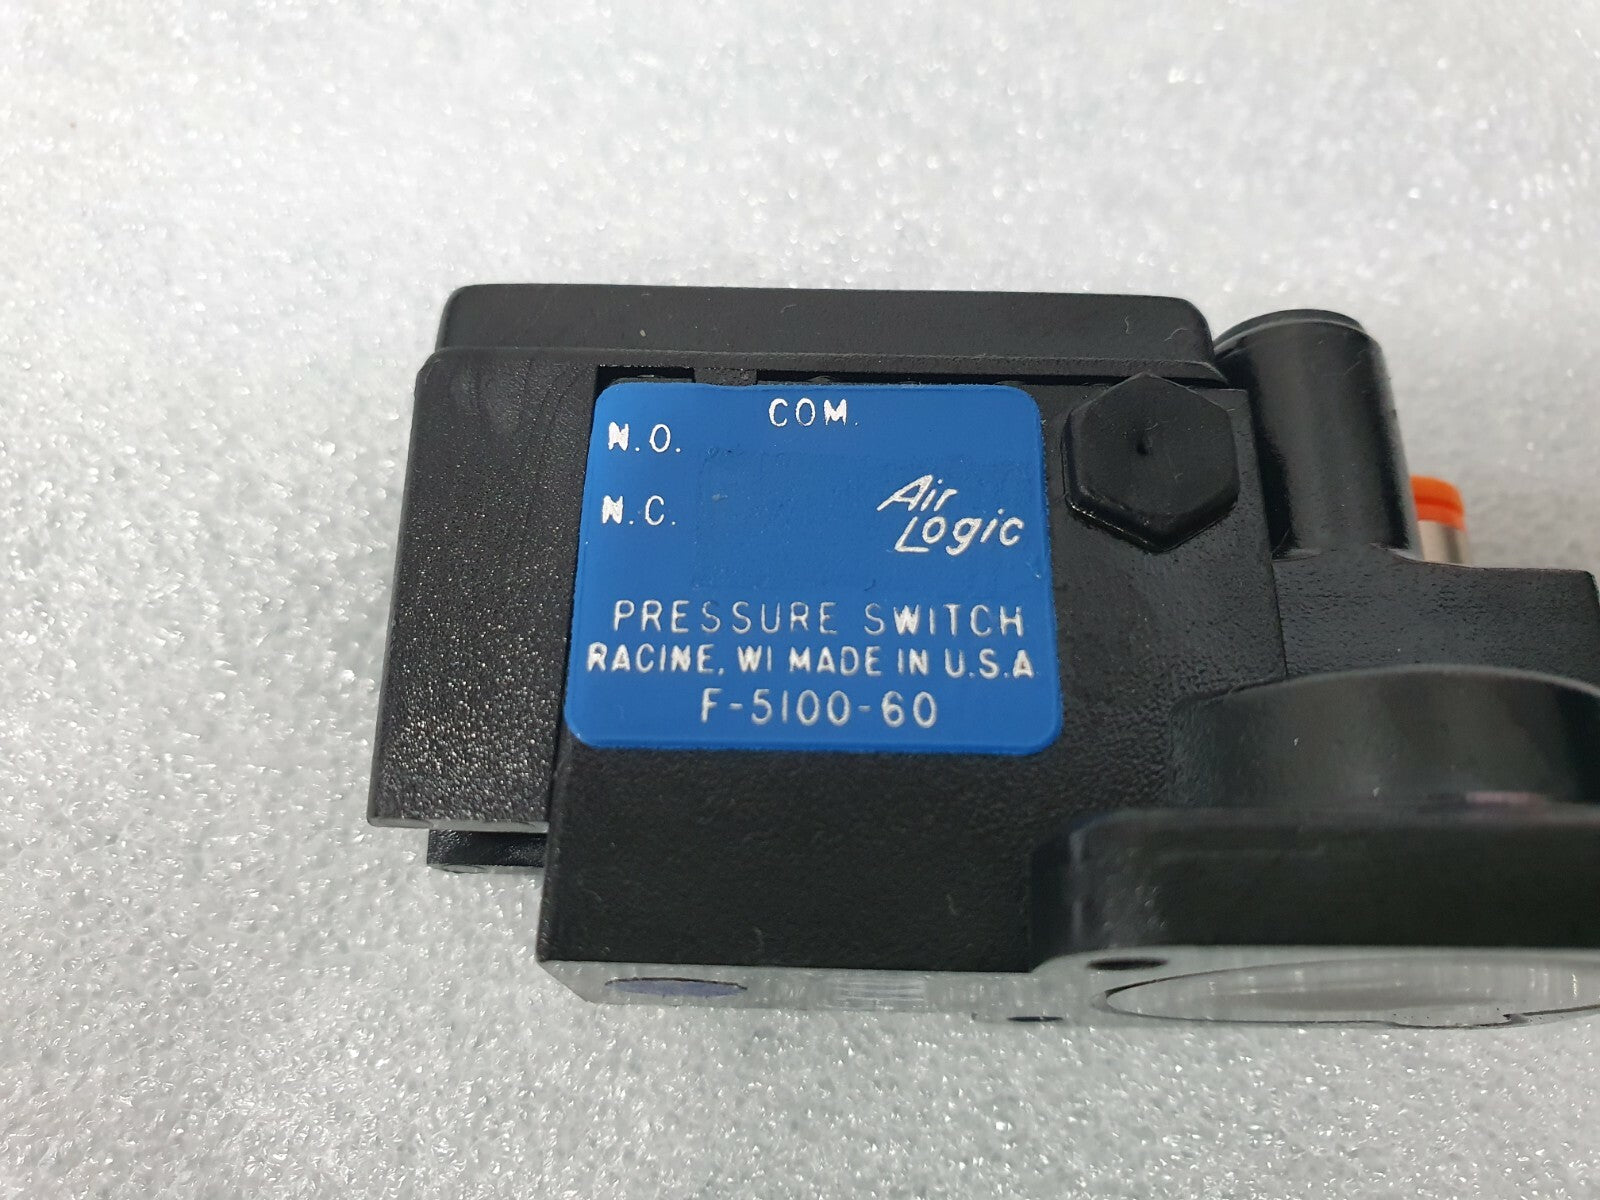 COM.
N.O.
N.C.
Air
Logic
PRESSURE SWITCH
RACINE, WI MADE IN U.S.A
F-5100-60